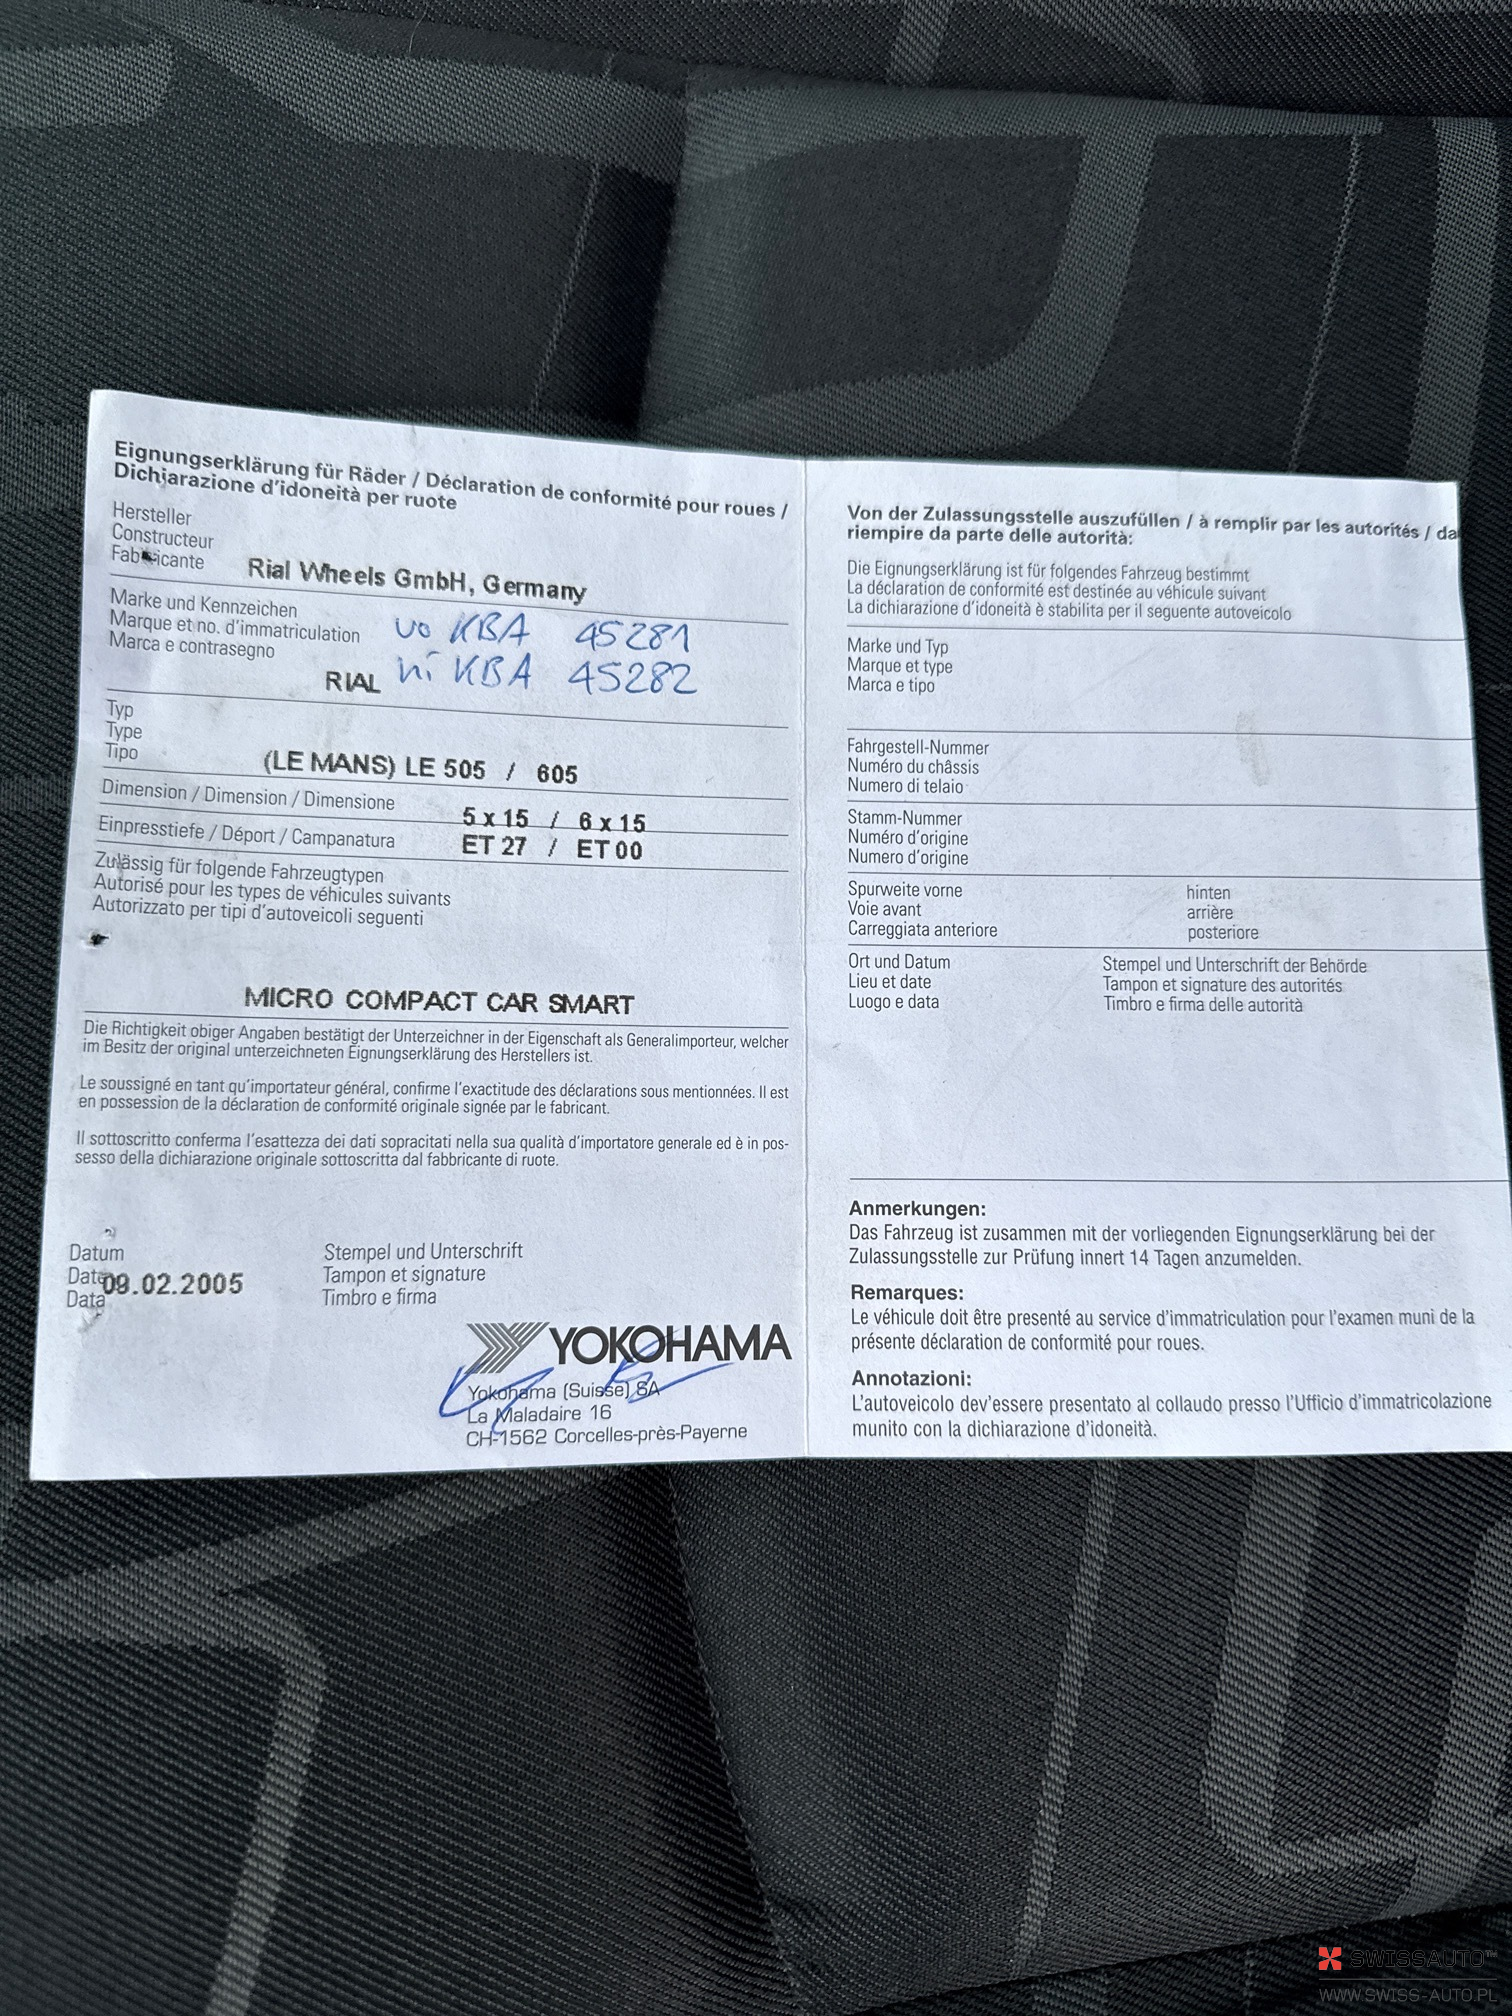 Eignungserklärung für Räder / Déclaration de conformité pour roues /
Dichiarazione d'idoneità per ruote
Hersteller
Constructeur
Fabricante
Rial Wheels GmbH, Germany
Marke und Kennzeichen
Marque et no. d'immatriculation
Marca e contrasegno
vo KBA 45281
RIAL hi KBA 45282
Typ
Type
Tipo
(LE MANS) LE 505 / 605
Dimension / Dimension / Dimensione 5 x 15 / 6 x 15
Einpresstiefe / Déport / Campanatura ET 27 / ET 00
Zulässig für folgende Fahrzeugtypen
Autorisé pour les types de véhicules suivants
Autorizzato per tipi d'autoveicoli seguenti
MICRO COMPACT CAR SMART
Die Richtigkeit obiger Angaben bestätigt der Unterzeichner in der Eigenschaft als Generalimporteur, welcher
im Besitz der original unterzeichneten Eignungserklärung des Herstellers ist.
Le soussigné en tant qu'importateur général, confirme l'exactitude des déclarations sous mentionnées. Il est
en possession de la déclaration de conformité originale signée par le fabricant.
Il sottoscritto conferma l'esattezza dei dati sopracitati nella sua qualità d'importatore generale ed è in pos-
sesso della dichiarazione originale sottoscritta dal fabbricante di ruote.
Datum
Date
Data
09.02.2005
Stempel und Unterschrift
Tampon et signature
Timbro e firma
YOKOHAMA
Yokohama (Suisse) SA
La Maladaire 16
CH-1562 Corcelles-près-Payerne
Von der Zulassungsstelle auszufüllen / à remplir par les autorités / da
riempire da parte delle autorità:
Die Eignungserklärung ist für folgendes Fahrzeug bestimmt
La déclaration de conformité est destinée au véhicule suivant
La dichiarazione d'idoneità è stabilita per il seguente autoveicolo
Marke und Typ
Marque et type
Marca e tipo
Fahrgestell-Nummer
Numéro du châssis
Numero di telaio
Stamm-Nummer
Numéro d'origine
Numero d'origine
Spurweite vorne hinten
Voie avant arrière
Carreggiata anteriore posteriore
Ort und Datum Stempel und Unterschrift der Behörde
Lieu et date Tampon et signature des autorités
Luogo e data Timbro e firma delle autorità
Anmerkungen:
Das Fahrzeug ist zusammen mit der vorliegenden Eignungserklärung bei der
Zulassungsstelle zur Prüfung innert 14 Tagen anzumelden.
Remarques:
Le véhicule doit être presenté au service d'immatriculation pour l'examen muni de la
présente déclaration de conformité pour roues.
Annotazioni:
L'autoveicolo dev'essere presentato al collaudo presso l'Ufficio d'immatricolazione
munito con la dichiarazione d'idoneità.
SWISSAUTO™
WWW.SWISS-AUTO.PL